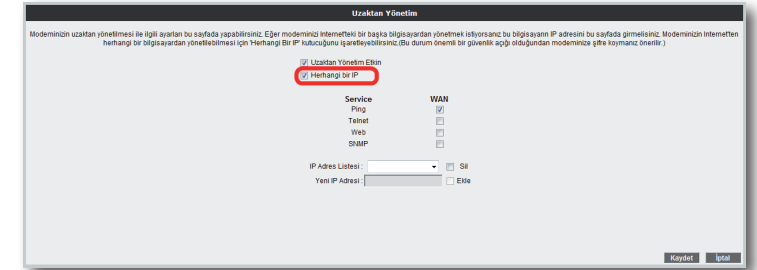 Uzaktan Yönetim
Modeminizin uzaktan yönetilmesi ile ilgili ayarları bu sayfada yapabilirsiniz. Eğer modeminizi Internet'teki bir başka bilgisayardan yönetmek istiyorsanız bu bilgisayarın IP adresini bu sayfada girmelisiniz. Modeminizin Internet'ten
herhangi bir bilgisayardan yönetilebilmesi için 'Herhangi Bir IP' kutucuğunu işaretleyebilirsiniz.(Bu durum önemli bir güvenlik açığı olduğundan modeminize şifre koymanız önerilir.)
Uzaktan Yönetim Etkin
Herhangi bir IP
Service WAN
Ping
Telnet
Web
SNMP
IP Adres Listesi : Sil
Yeni IP Adresi : Ekle
Kaydet İptal